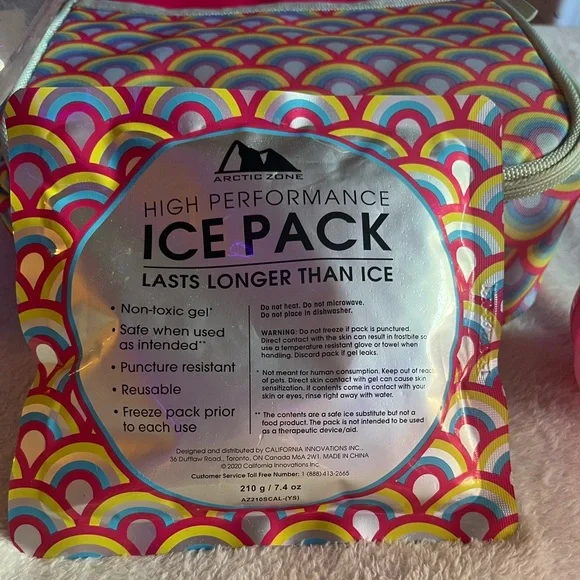 ARCTIC ZONE
HIGH PERFORMANCE
ICE PACK
LASTS LONGER THAN ICE
• Non-toxic gel*
• Safe when used
as intended**
• Puncture resistant
• Reusable
• Freeze pack prior
to each use
Do not heat. Do not microwave.
Do not place in dishwasher.
WARNING: Do not freeze if pack is punctured.
Direct contact with the skin can result in frostbite so
use a temperature resistant glove or towel when
handling. Discard pack if gel leaks.
* Not meant for human consumption. Keep out of reach
of pets. Direct skin contact with gel can cause skin
sensitization. If contents come in contact with your
skin or eyes, rinse right away with water.
** The contents are a safe ice substitute but not a
food product. The pack is not intended to be used
as a therapeutic device/aid.
Designed and distributed by CALIFORNIA INNOVATIONS INC.,
36 Dufflaw Road., Toronto, ON Canada M6A 2W1. MADE IN CHINA
© 2020 California Innovations Inc.
Customer Service Toll Free Number: 1 (888) 413-2665
210 g / 7.4 oz
AZ210SCAL-(YS)